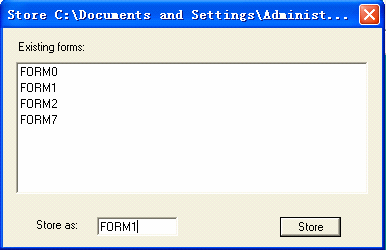 Store C:\Documents and Settings\Administ...
Existing forms:
FORM0
FORM1
FORM2
FORM7
Store as: FORM1 Store